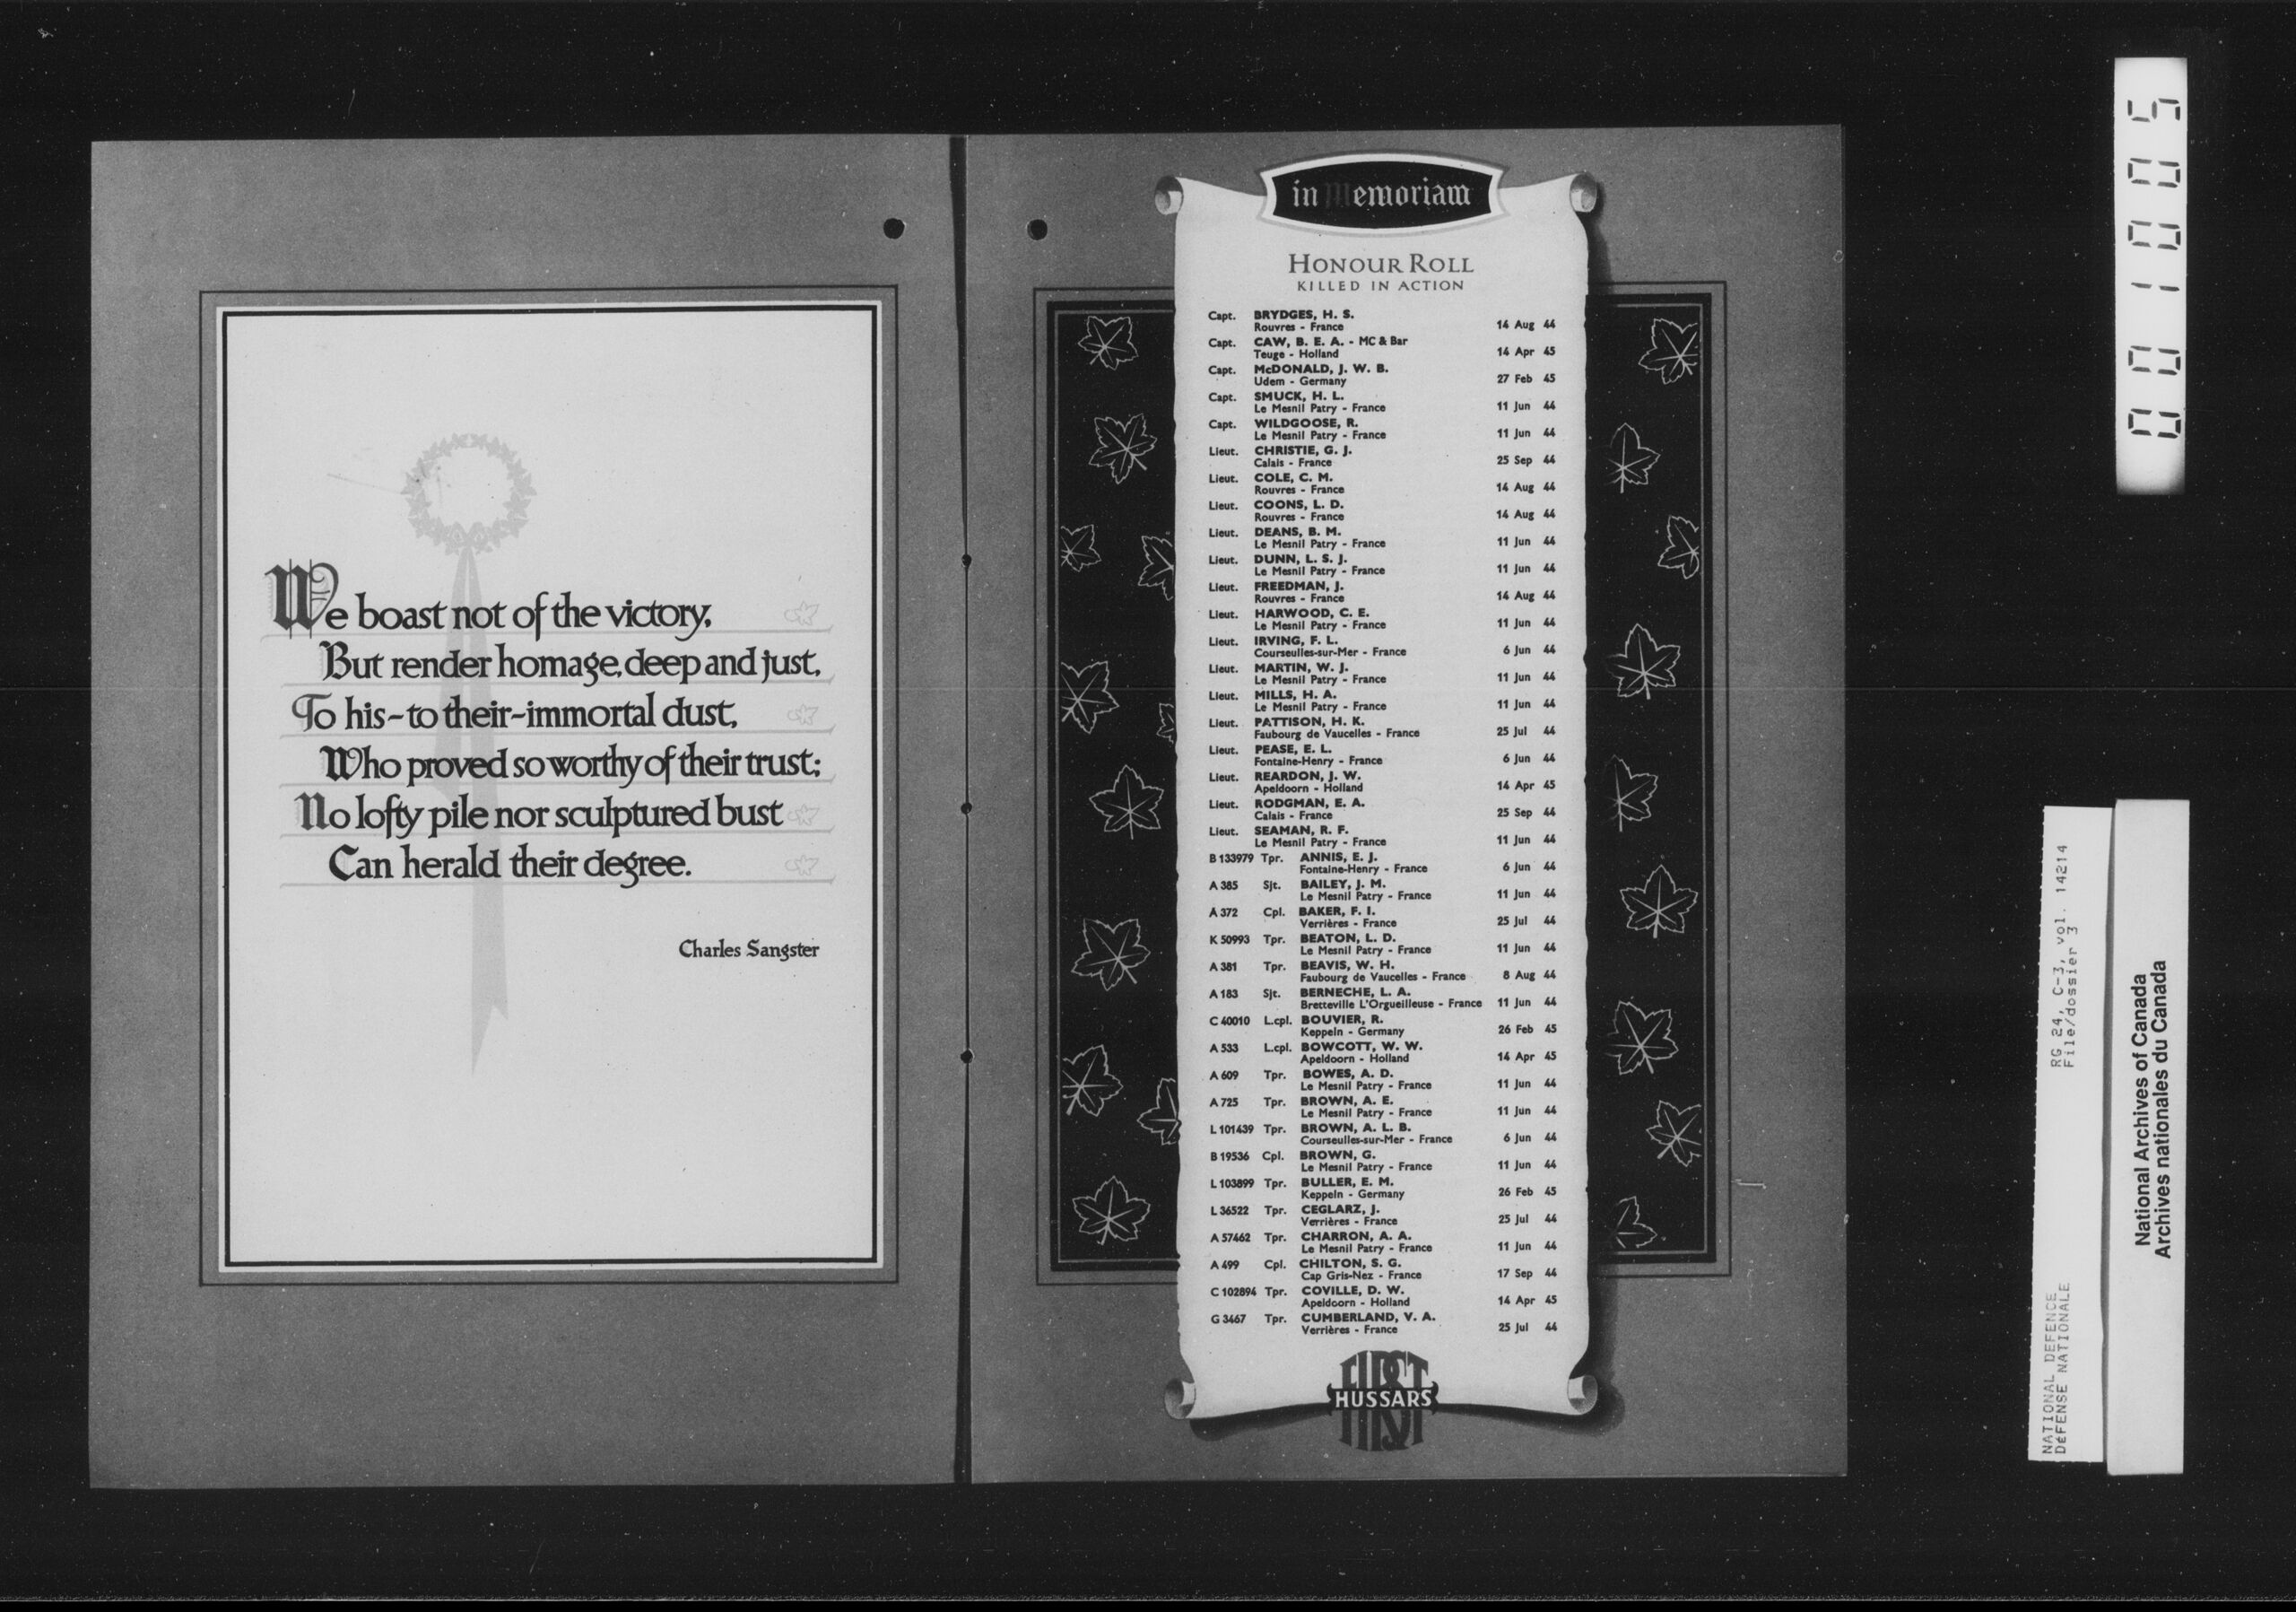 We boast not of the victory,
But render homage, deep and just,
To his-to their-immortal dust,
Who proved so worthy of their trust;
No lofty pile nor sculptured bust
Can herald their degree.
Charles Sangster
in Memoriam
HONOUR ROLL
KILLED IN ACTION
Capt. BRYDGES, H. S.
Rouvres - France 14 Aug 44
Capt. CAW, B. E. A. - MC & Bar
Teuge - Holland 14 Apr 45
Capt. McDONALD, J. W. B.
Udem - Germany 27 Feb 45
Capt. SMUCK, H. L.
Le Mesnil Patry - France 11 Jun 44
Capt. WILDGOOSE, R.
Le Mesnil Patry - France 11 Jun 44
Lieut. CHRISTIE, G. J.
Calais - France 25 Sep 44
Lieut. COLE, C. M.
Rouvres - France 14 Aug 44
Lieut. COONS, L. D.
Rouvres - France 14 Aug 44
Lieut. DEANS, B. M.
Le Mesnil Patry - France 11 Jun 44
Lieut. DUNN, L. S. J.
Le Mesnil Patry - France 11 Jun 44
Lieut. FREEDMAN, J.
Rouvres - France 14 Aug 44
Lieut. HARWOOD, C. E.
Le Mesnil Patry - France 11 Jun 44
Lieut. IRVING, F. L.
Courseulles-sur-Mer - France 6 Jun 44
Lieut. MARTIN, W. J.
Le Mesnil Patry - France 11 Jun 44
Lieut. MILLS, H. A.
Le Mesnil Patry - France 11 Jun 44
Lieut. PATTISON, H. K.
Faubourg de Vaucelles - France 25 Jul 44
Lieut. PEASE, E. L.
Fontaine-Henry - France 6 Jun 44
Lieut. REARDON, J. W.
Apeldoorn - Holland 14 Apr 45
Lieut. RODGMAN, E. A.
Calais - France 25 Sep 44
Lieut. SEAMAN, R. F.
Le Mesnil Patry - France 11 Jun 44
B 133979 Tpr. ANNIS, E. J.
Fontaine-Henry - France 6 Jun 44
A 385 Sjt. BAILEY, J. M.
Le Mesnil Patry - France 11 Jun 44
A 372 Cpl. BAKER, F. I.
Verrières - France 25 Jul 44
K 50993 Tpr. BEATON, L. D.
Le Mesnil Patry - France 11 Jun 44
A 381 Tpr. BEAVIS, W. H.
Faubourg de Vaucelles - France 8 Aug 44
A 183 Sjt. BERNECHE, L. A.
Bretteville L'Orgueilleuse - France 11 Jun 44
C 40010 L.cpl. BOUVIER, R.
Keppeln - Germany 26 Feb 45
A 533 L.cpl. BOWCOTT, W. W.
Apeldoorn - Holland 14 Apr 45
A 609 Tpr. BOWES, A. D.
Le Mesnil Patry - France 11 Jun 44
A 725 Tpr. BROWN, A. E.
Le Mesnil Patry - France 11 Jun 44
L 101439 Tpr. BROWN, A. L. B.
Courseulles-sur-Mer - France 6 Jun 44
B 19536 Cpl. BROWN, G.
Le Mesnil Patry - France 11 Jun 44
L 103899 Tpr. BULLER, E. M.
Keppeln - Germany 26 Feb 45
L 36522 Tpr. CEGLARZ, J.
Verrières - France 25 Jul 44
A 57462 Tpr. CHARRON, A. A.
Le Mesnil Patry - France 11 Jun 44
A 499 Cpl. CHILTON, S. G.
Cap Gris-Nez - France 17 Sep 44
C 102894 Tpr. COVILLE, D. W.
Apeldoorn - Holland 14 Apr 45
G 3467 Tpr. CUMBERLAND, V. A.
Verrières - France 25 Jul 44
FIRST
HUSSARS
001005
NATIONAL DEFENCE RG 24, C-3, vol. 14214
DÉFENSE NATIONALE File/dossier 3
National Archives of Canada
Archives nationales du Canada